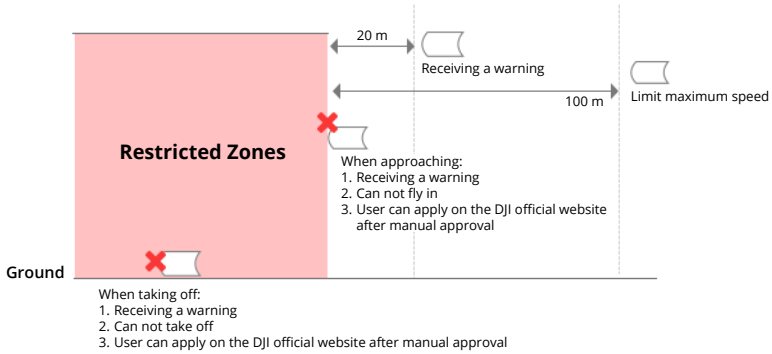 20 m
Receiving a warning
100 m
Limit maximum speed
Restricted Zones
When approaching:
1. Receiving a warning
2. Can not fly in
3. User can apply on the DJI official website
after manual approval
Ground
When taking off:
1. Receiving a warning
2. Can not take off
3. User can apply on the DJI official website after manual approval